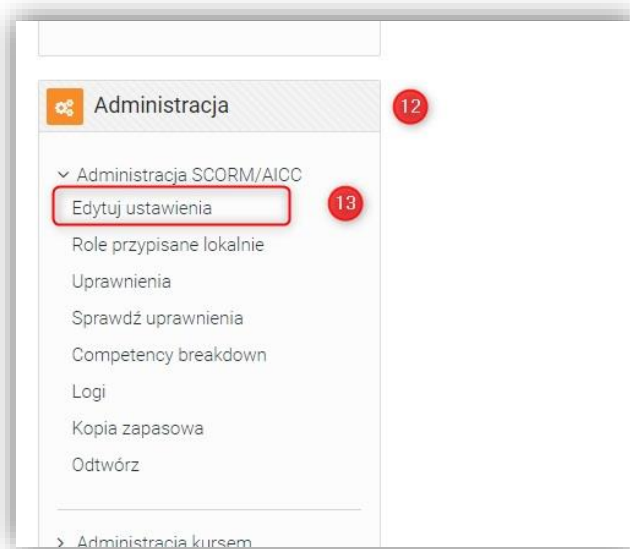 Administracja
12
Administracja SCORM/AICC
Edytuj ustawienia
13
Role przypisane lokalnie
Uprawnienia
Sprawdź uprawnienia
Competency breakdown
Logi
Kopia zapasowa
Odtwórz
Administracja kursem